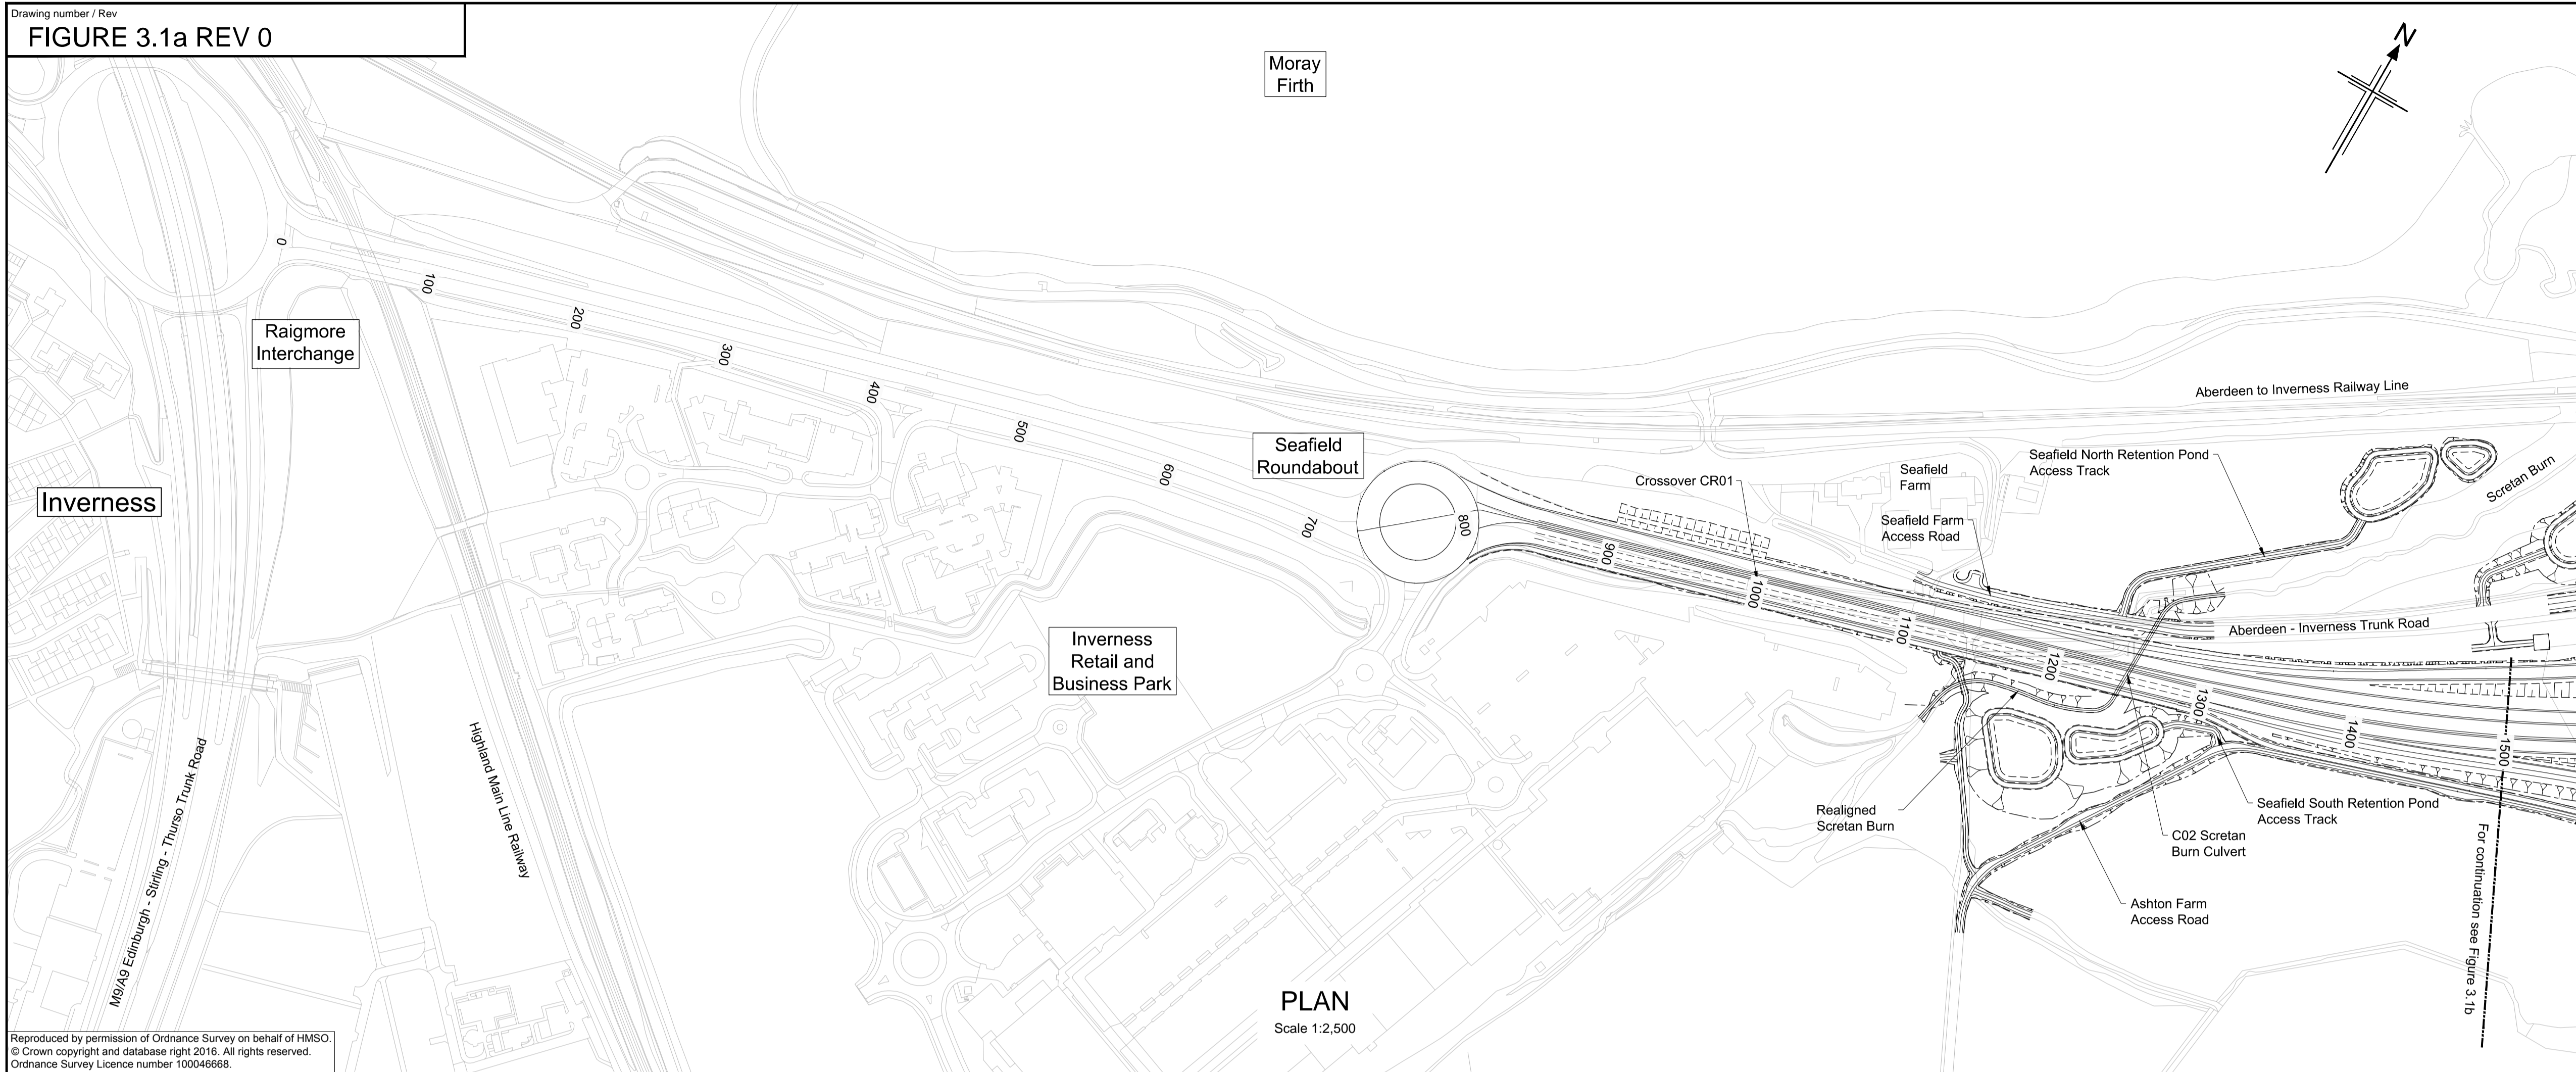 Drawing number / Rev
FIGURE 3.1a REV 0
Moray
Firth
N
0
100
200
300
400
500
600
700
800
900
1000
1100
1200
1300
1400
1500
Raigmore
Interchange
Inverness
Seafield
Roundabout
Inverness
Retail and
Business Park
Aberdeen to Inverness Railway Line
Seafield
Farm
Seafield North Retention Pond
Access Track
Scretan Burn
Crossover CR01
Seafield Farm
Access Road
Aberdeen - Inverness Trunk Road
Highland Main Line Railway
M9/A9 Edinburgh - Stirling - Thurso Trunk Road
Realigned
Scretan Burn
Seafield South Retention Pond
Access Track
C02 Scretan
Burn Culvert
Ashton Farm
Access Road
For continuation see Figure 3.1b
PLAN
Scale 1:2,500
Reproduced by permission of Ordnance Survey on behalf of HMSO.
© Crown copyright and database right 2016. All rights reserved.
Ordnance Survey Licence number 100046668.